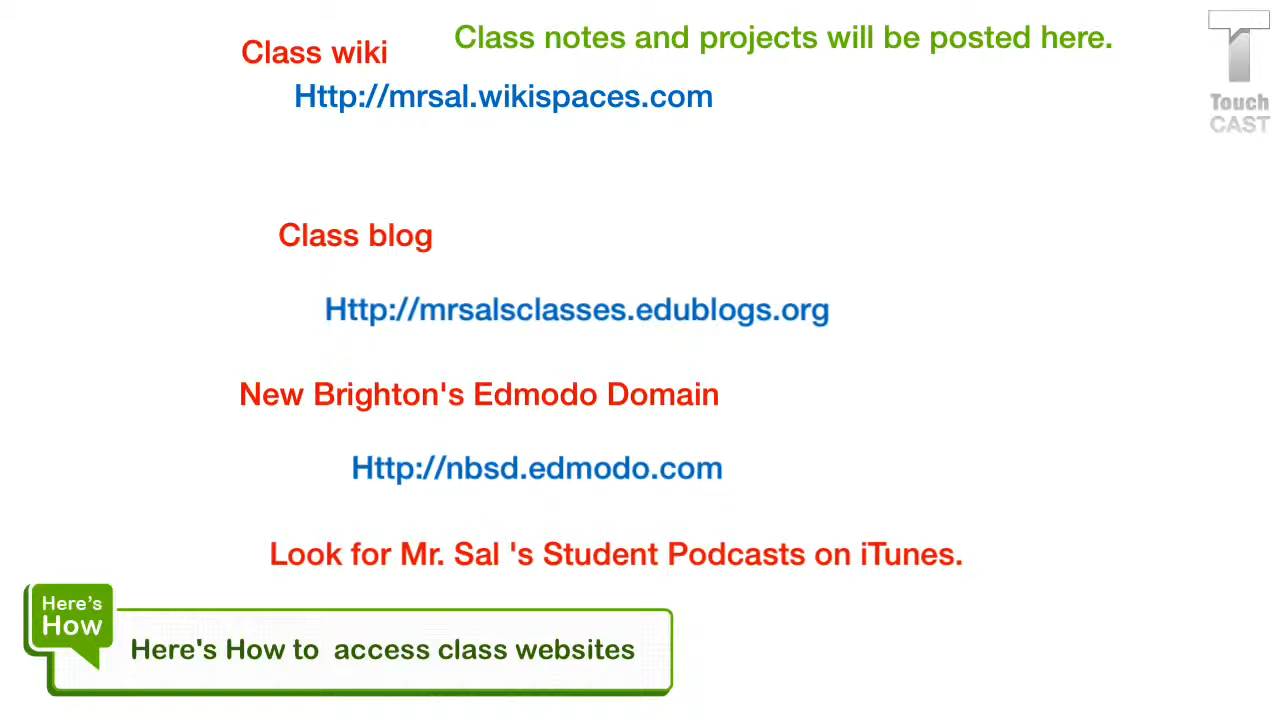 Class wiki
Class notes and projects will be posted here.
Http://mrsal.wikispaces.com
Touch
CAST
Class blog
Http://mrsalsclasses.edublogs.org
New Brighton's Edmodo Domain
Http://nbsd.edmodo.com
Look for Mr. Sal 's Student Podcasts on iTunes.
Here's
How
Here's How to  access class websites